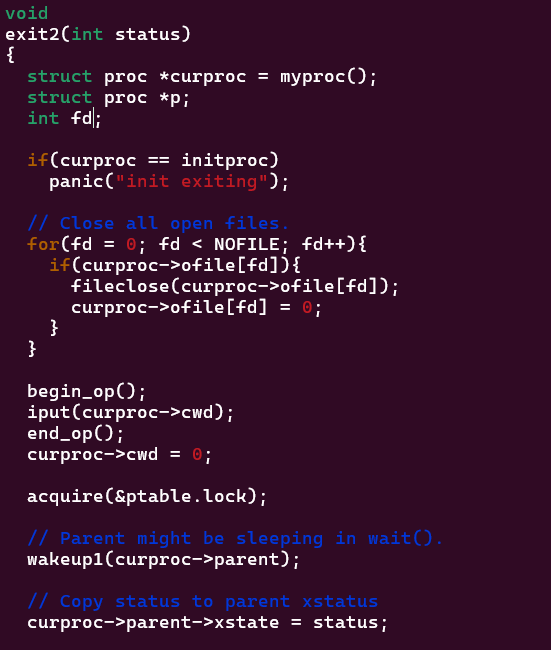 void
exit2(int status)
{
  struct proc *curproc = myproc();
  struct proc *p;
  int fd;
  if(curproc == initproc)
    panic("init exiting");
  // Close all open files.
  for(fd = 0; fd < NOFILE; fd++){
    if(curproc->ofile[fd]){
      fileclose(curproc->ofile[fd]);
      curproc->ofile[fd] = 0;
    }
  }
  begin_op();
  iput(curproc->cwd);
  end_op();
  curproc->cwd = 0;
  acquire(&ptable.lock);
  // Parent might be sleeping in wait().
  wakeup1(curproc->parent);
  // Copy status to parent xstatus
  curproc->parent->xstate = status;